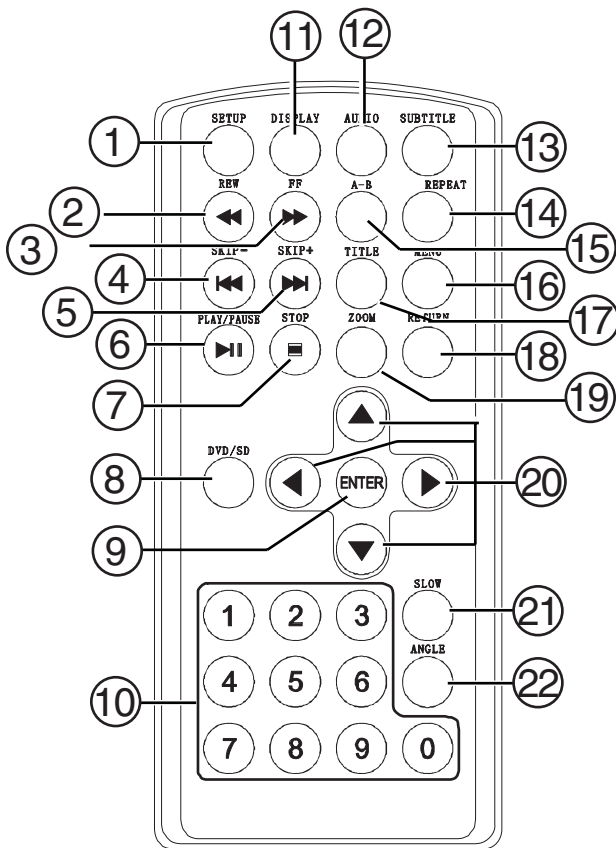 11 12
SETUP DISPLAY AUDIO SUBTITLE
1 13
REW FF A-B REPEAT
2 14
3 15
SKIP- SKIP+ TITLE MENU
4 16
5 17
PLAY/PAUSE STOP ZOOM RETURN
6 18
7 19
DVD/SD
8 ENTER 20
9
SLOW
1 2 3 21
ANGLE
10 4 5 6 22
7 8 9 0